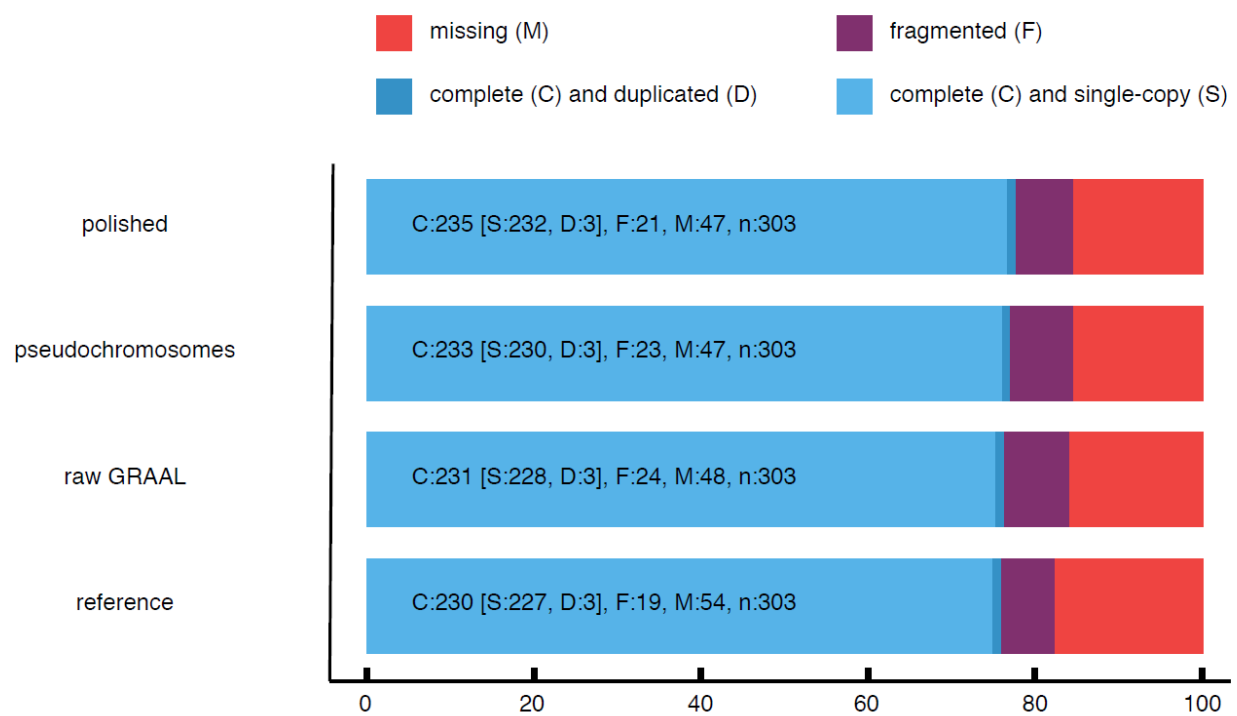 missing (M)
fragmented (F)
complete (C) and duplicated (D)
complete (C) and single-copy (S)
polished
C:235 [S:232, D:3], F:21, M:47, n:303
pseudochromosomes
C:233 [S:230, D:3], F:23, M:47, n:303
raw GRAAL
C:231 [S:228, D:3], F:24, M:48, n:303
reference
C:230 [S:227, D:3], F:19, M:54, n:303
0 20 40 60 80 100